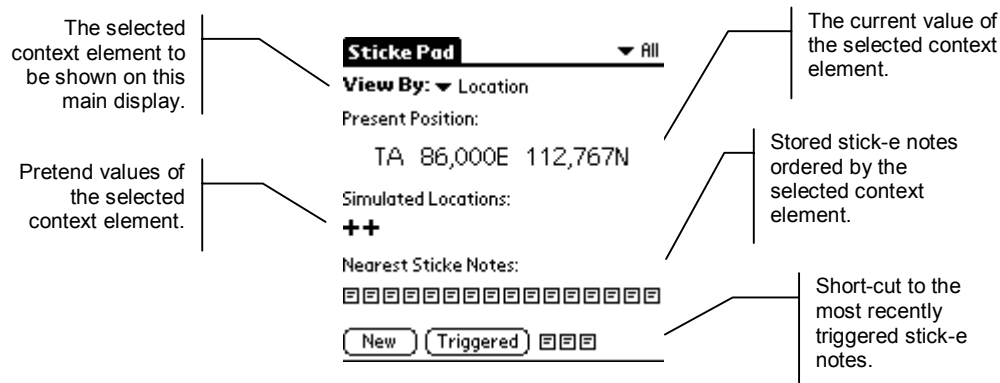 The selected
context element to
be shown on this
main display.
Pretend values of
the selected
context element.
Sticke Pad
All
View By: Location
Present Position:
TA 86,000E 112,767N
Simulated Locations:
++
Nearest Sticke Notes:
New
Triggered
The current value of
the selected context
element.
Stored stick-e notes
ordered by the
selected context
element.
Short-cut to the
most recently
triggered stick-e
notes.